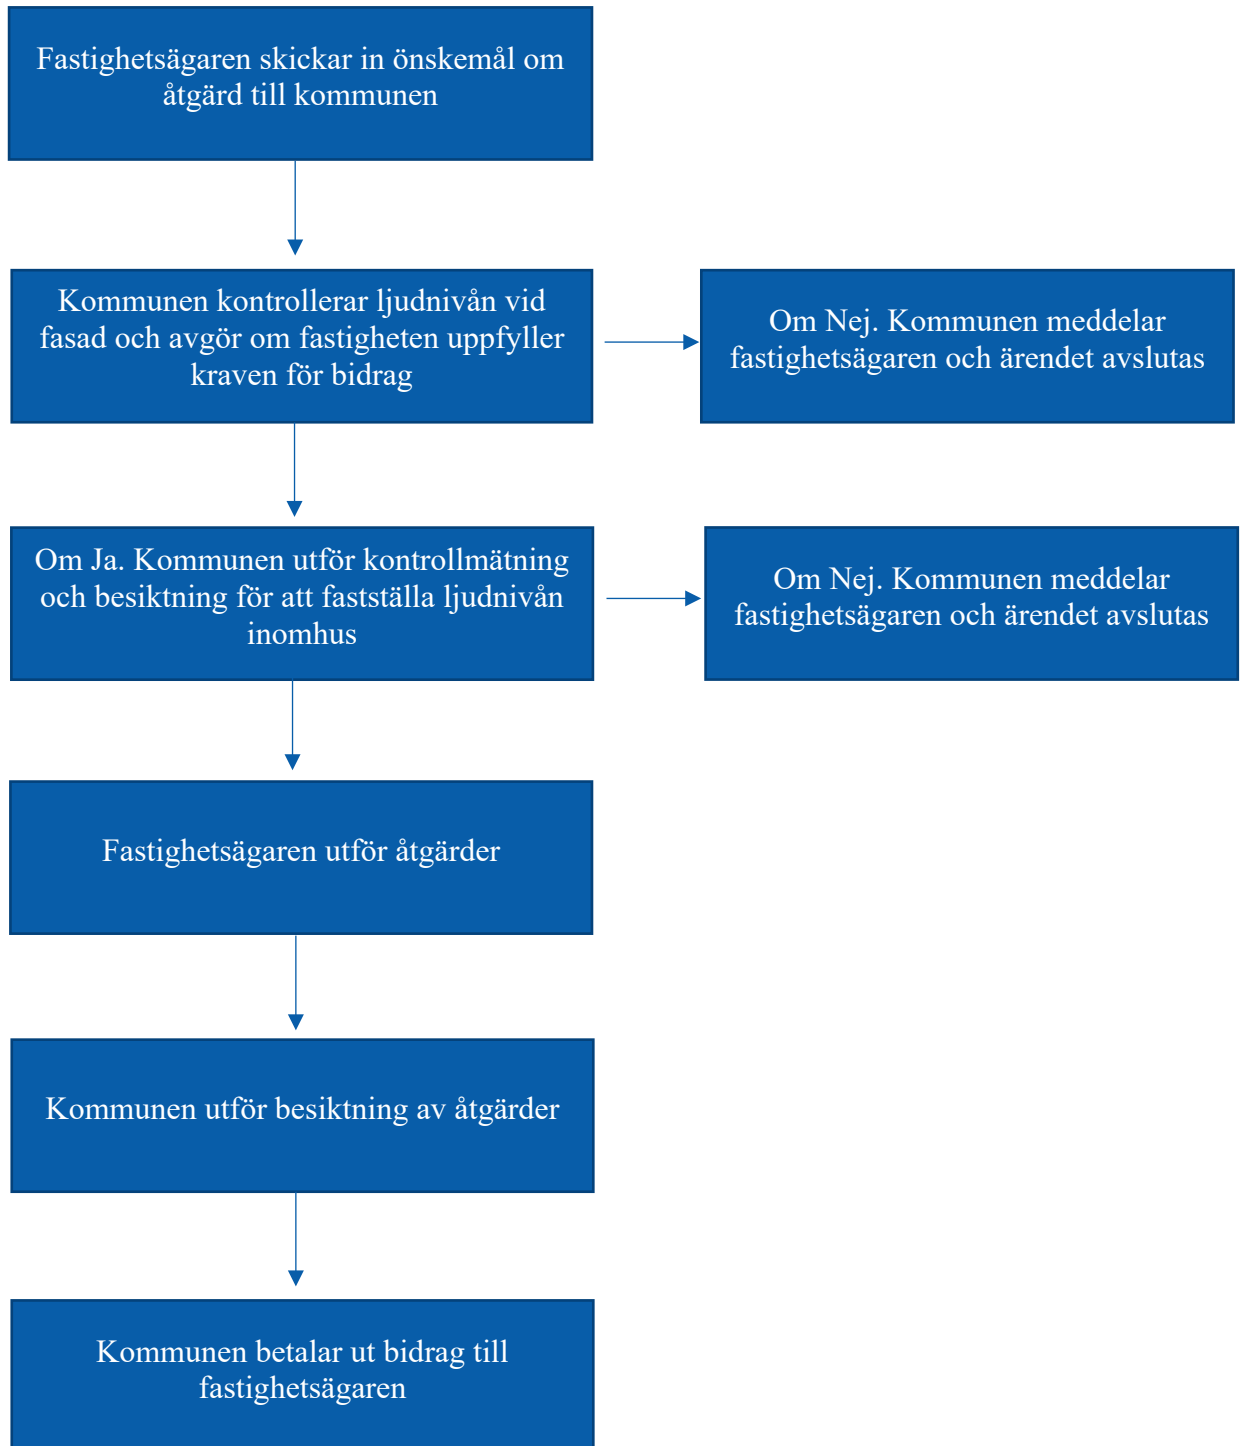 Fastighetsägaren skickar in önskemål om
åtgärd till kommunen
Kommunen kontrollerar ljudnivån vid
fasad och avgör om fastigheten uppfyller
kraven för bidrag
Om Nej. Kommunen meddelar
fastighetsägaren och ärendet avslutas
Om Ja. Kommunen utför kontrollmätning
och besiktning för att fastställa ljudnivån
inomhus
Om Nej. Kommunen meddelar
fastighetsägaren och ärendet avslutas
Fastighetsägaren utför åtgärder
Kommunen utför besiktning av åtgärder
Kommunen betalar ut bidrag till
fastighetsägaren